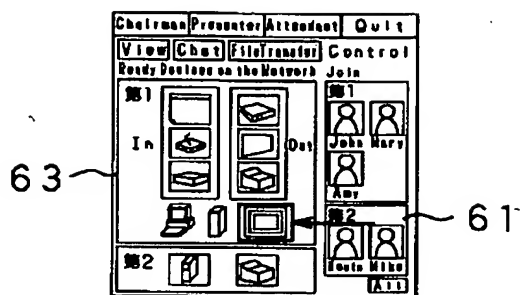 Chairman Presenter Attendant Quit
View Chat FileTransfer Control
Ready Devices on the Network Join
第1 第1
In Out
John Mary
Amy
63
61
第2 第2
Kevin Mike
All